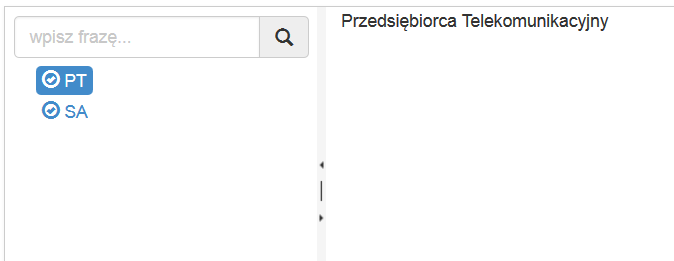 wpisz frazę...
PT
SA
Przedsiębiorca Telekomunikacyjny